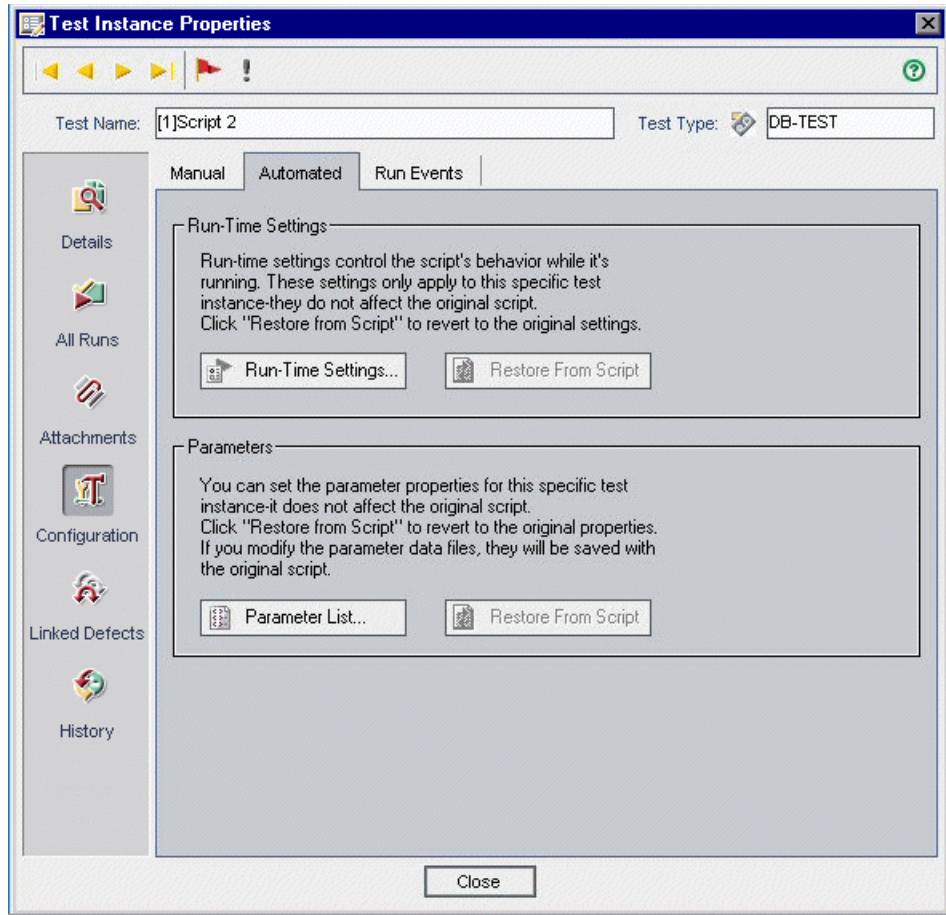 Test Instance Properties
Test Name: [1]Script 2 Test Type: DB-TEST
Manual Automated Run Events
Details
All Runs
Attachments
Configuration
Linked Defects
History
Run-Time Settings
Run-time settings control the script's behavior while it's
running. These settings only apply to this specific test
instance-they do not affect the original script.
Click "Restore from Script" to revert to the original settings.
Run-Time Settings... Restore From Script
Parameters
You can set the parameter properties for this specific test
instance-it does not affect the original script.
Click "Restore from Script" to revert to the original properties.
If you modify the parameter data files, they will be saved with
the original script.
Parameter List... Restore From Script
Close